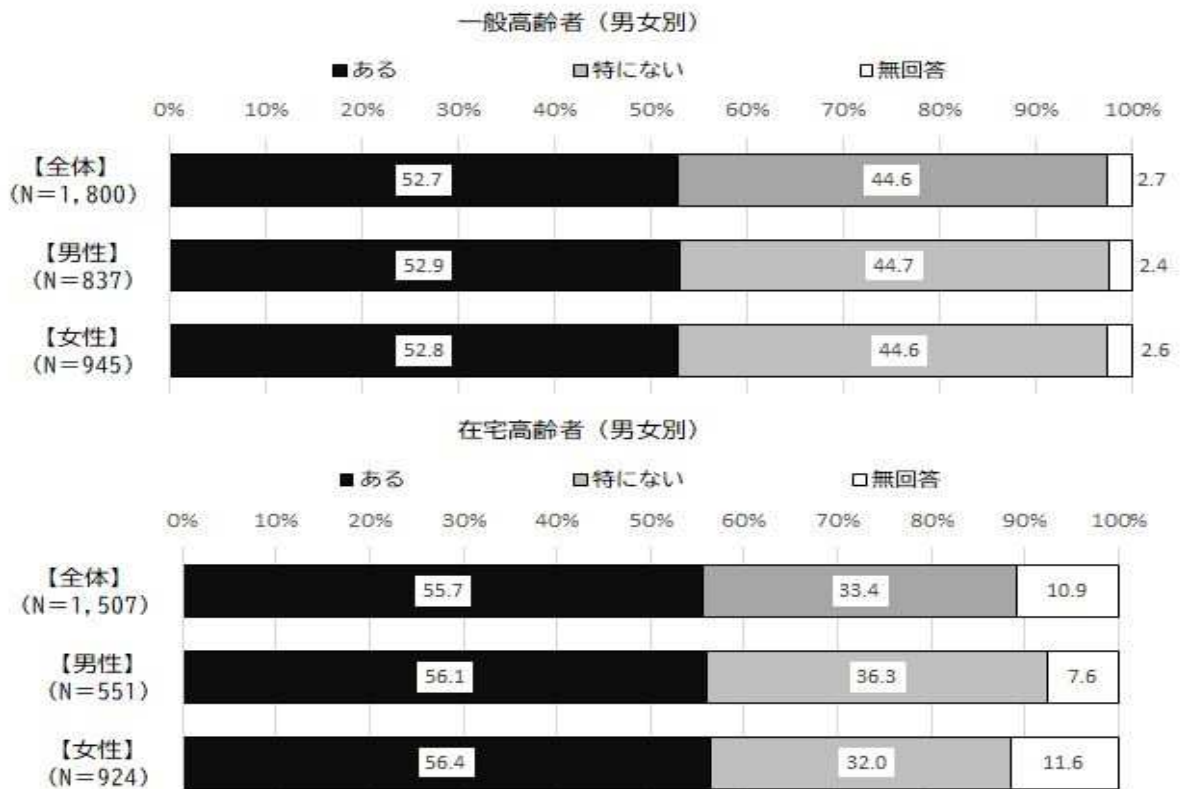 一般高齢者（男女別）
■ある □特にない □無回答
0% 10% 20% 30% 40% 50% 60% 70% 80% 90% 100%
【全体】 52.7 44.6 2.7
(N=1,800)
【男性】 52.9 44.7 2.4
(N=837)
【女性】 52.8 44.6 2.6
(N=945)
在宅高齢者（男女別）
■ある □特にない □無回答
0% 10% 20% 30% 40% 50% 60% 70% 80% 90% 100%
【全体】 55.7 33.4 10.9
(N=1,507)
【男性】 56.1 36.3 7.6
(N=551)
【女性】 56.4 32.0 11.6
(N=924)